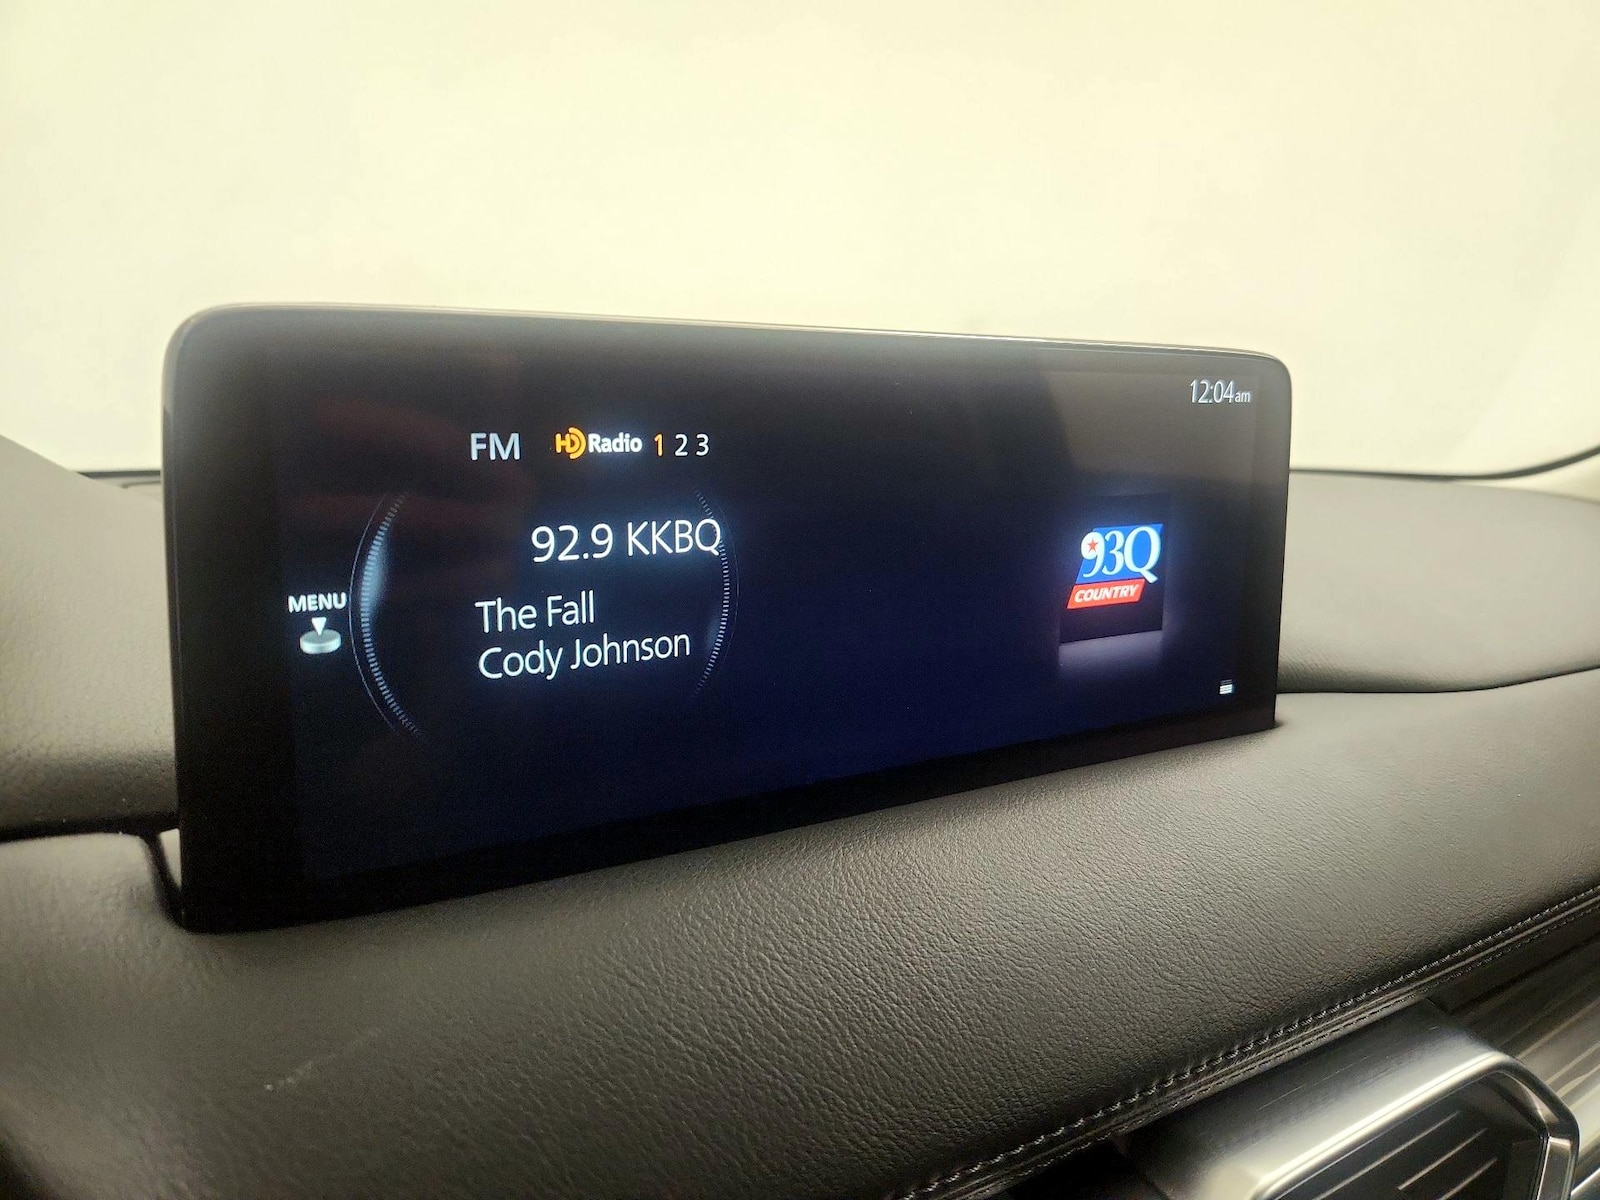 12:04am
FM HD Radio 1 2 3
92.9 KKBQ
The Fall
Cody Johnson
MENU
93Q
COUNTRY